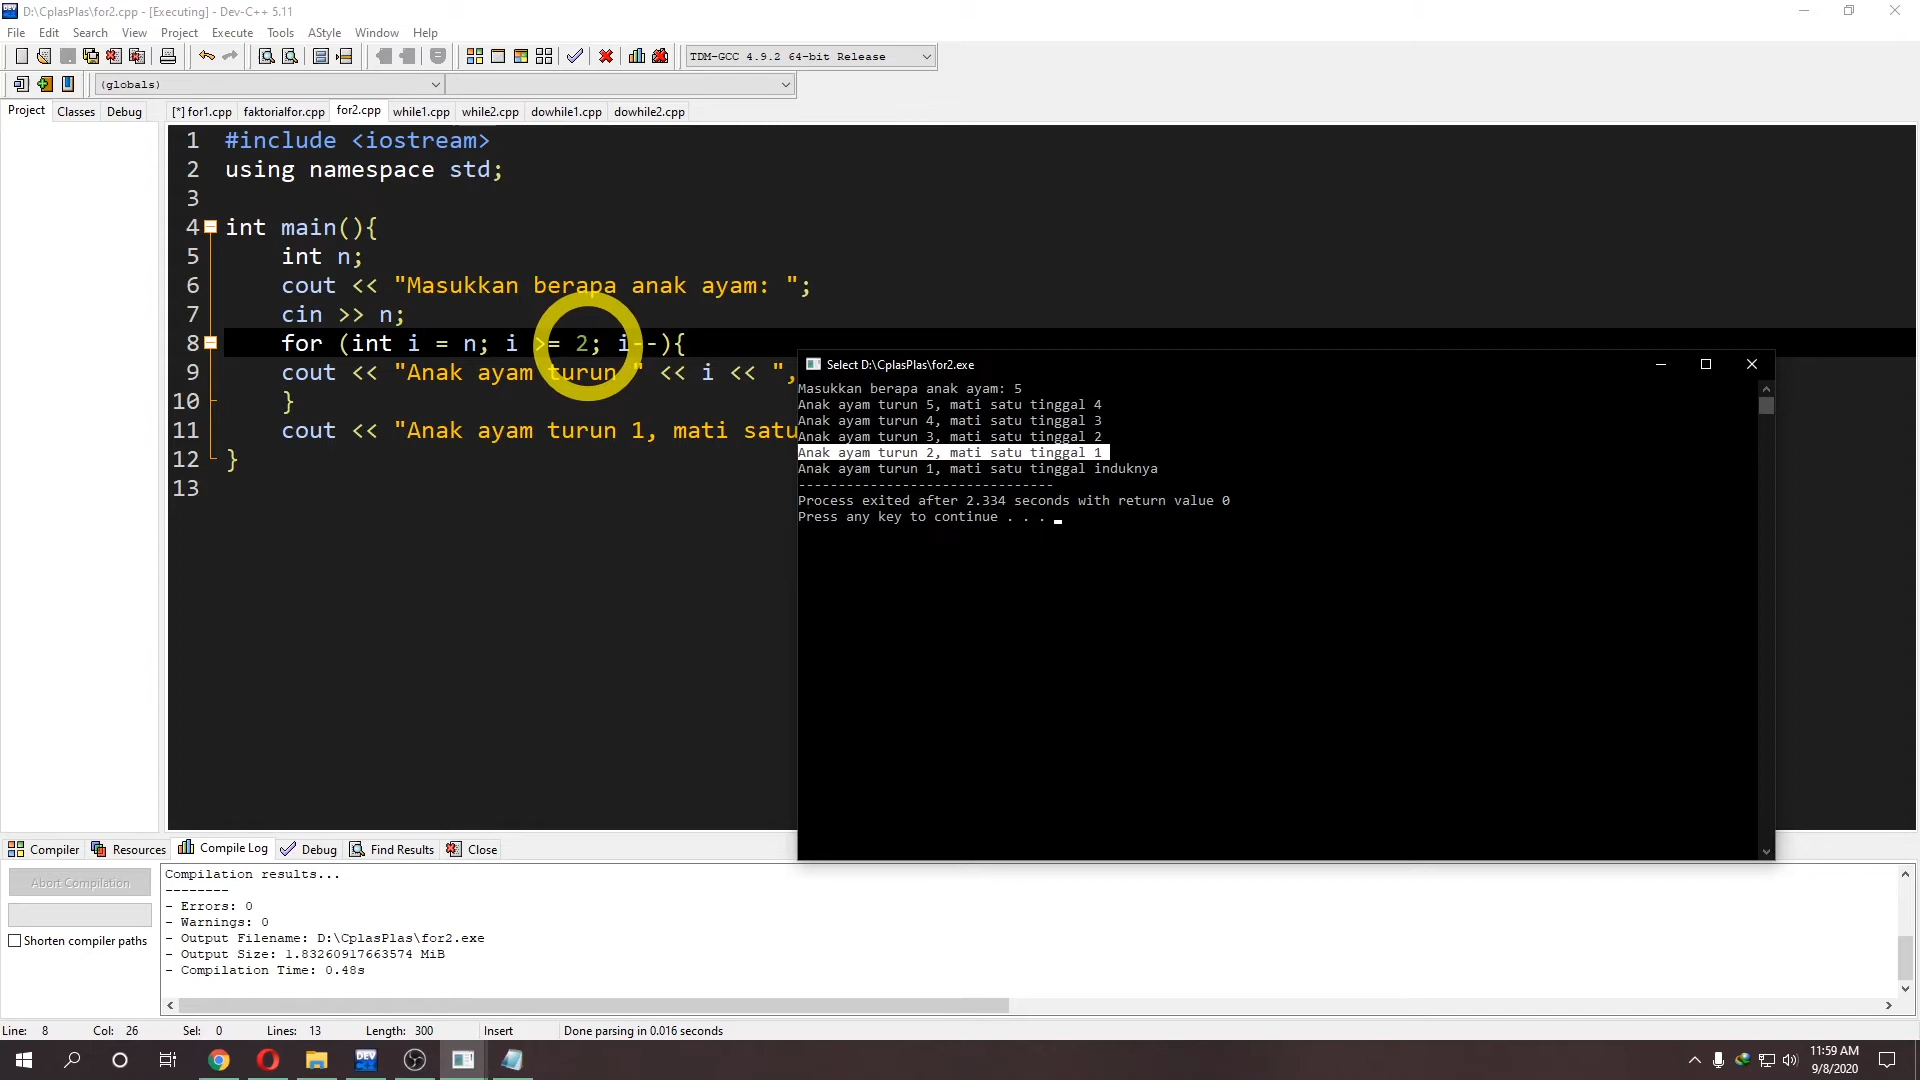 D:\CplasPlas\for2.cpp - [Executing] - Dev-C++ 5.11
File Edit Search View Project Execute Tools AStyle Window Help
TDM-GCC 4.9.2 64-bit Release
(globals)
Project Classes Debug [*] for1.cpp faktorialfor.cpp for2.cpp while1.cpp while2.cpp dowhile1.cpp dowhile2.cpp
1 #include <iostream>
2 using namespace std;
3
4 int main(){
5 int n;
6 cout << "Masukkan berapa anak ayam: ";
7 cin >> n;
8 for (int i = n; i >= 2; i--){
9 cout << "Anak ayam turun " << i << ",
10 }
11 cout << "Anak ayam turun 1, mati satu
12 }
13
Select D:\CplasPlas\for2.exe
Masukkan berapa anak ayam: 5
Anak ayam turun 5, mati satu tinggal 4
Anak ayam turun 4, mati satu tinggal 3
Anak ayam turun 3, mati satu tinggal 2
Anak ayam turun 2, mati satu tinggal 1
Anak ayam turun 1, mati satu tinggal induknya
--------------------------------
Process exited after 2.334 seconds with return value 0
Press any key to continue . . .
Compiler Resources Compile Log Debug Find Results Close
Abort Compilation
Shorten compiler paths
Compilation results...
--------
- Errors: 0
- Warnings: 0
- Output Filename: D:\CplasPlas\for2.exe
- Output Size: 1.83260917663574 MiB
- Compilation Time: 0.48s
Line: 8 Col: 26 Sel: 0 Lines: 13 Length: 300 Insert Done parsing in 0.016 seconds
DEV
11:59 AM
9/8/2020